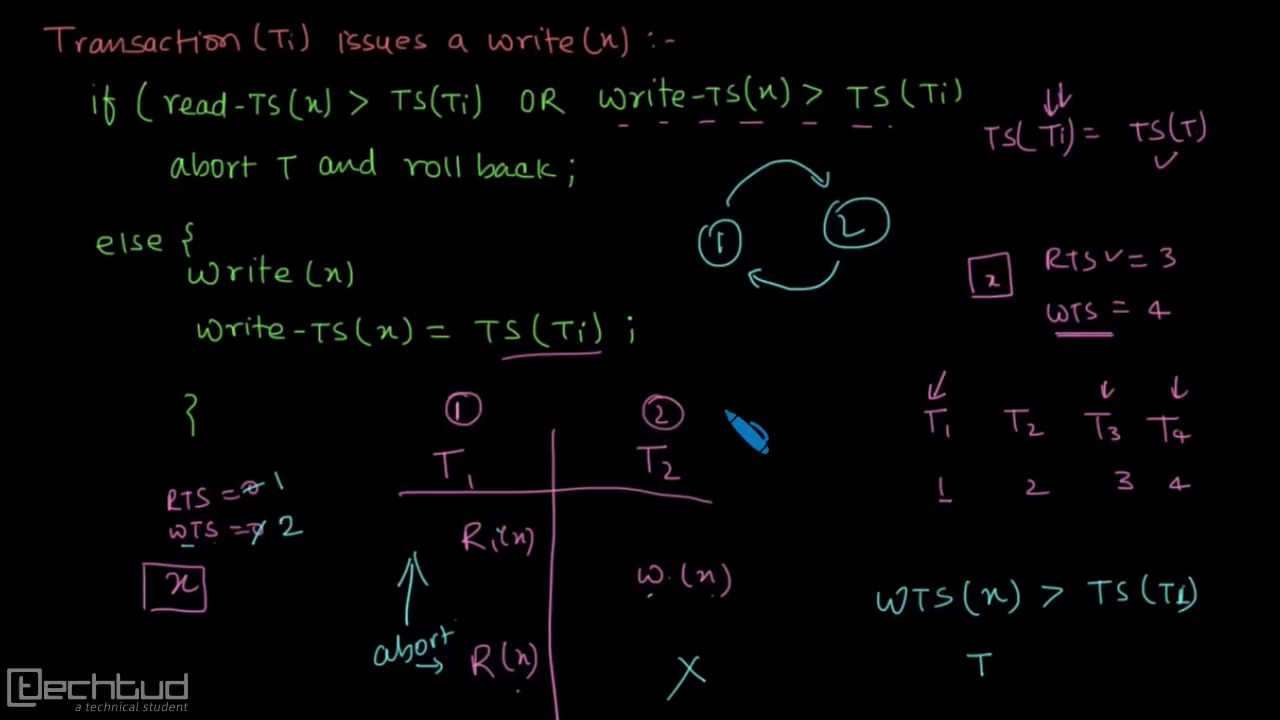 Transaction (Ti) issues a write(x) :-
if ( read-TS(x) > TS(Ti) OR write-TS(x) > TS(Ti)
TS(Ti) = TS(T)
abort T and roll back;
1 2
else {
write (x)
x
RTS = 3
WTS = 4
write-TS(x) = TS(Ti) ;
}
1 2
T1 T2
T1 T2 T3 T4
1 2 3 4
RTS = 0 1
WTS = 2
x
R1(x)
W (x)
WTS(x) > TS(T1)
abort
R(x)
X
T
techtud
a technical student